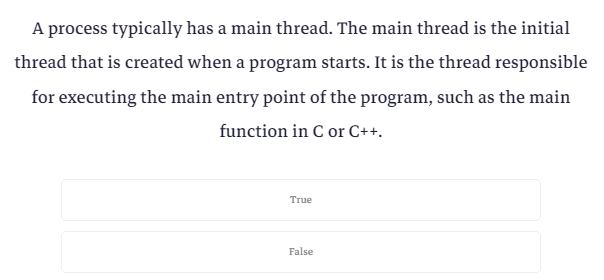 A process typically has a main thread. The main thread is the initial
thread that is created when a program starts. It is the thread responsible
for executing the main entry point of the program, such as the main
function in C or C++.
True
False